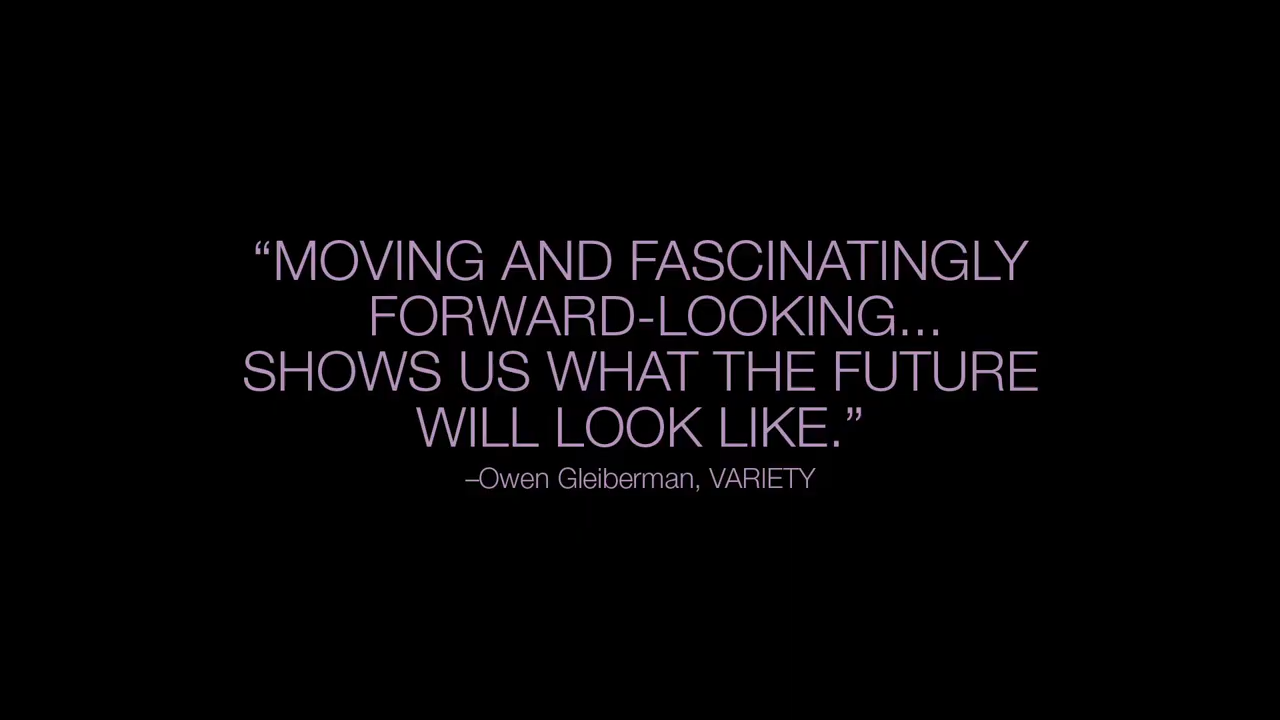 “MOVING AND FASCINATINGLY
FORWARD-LOOKING...
SHOWS US WHAT THE FUTURE
WILL LOOK LIKE.”
–Owen Gleiberman, VARIETY